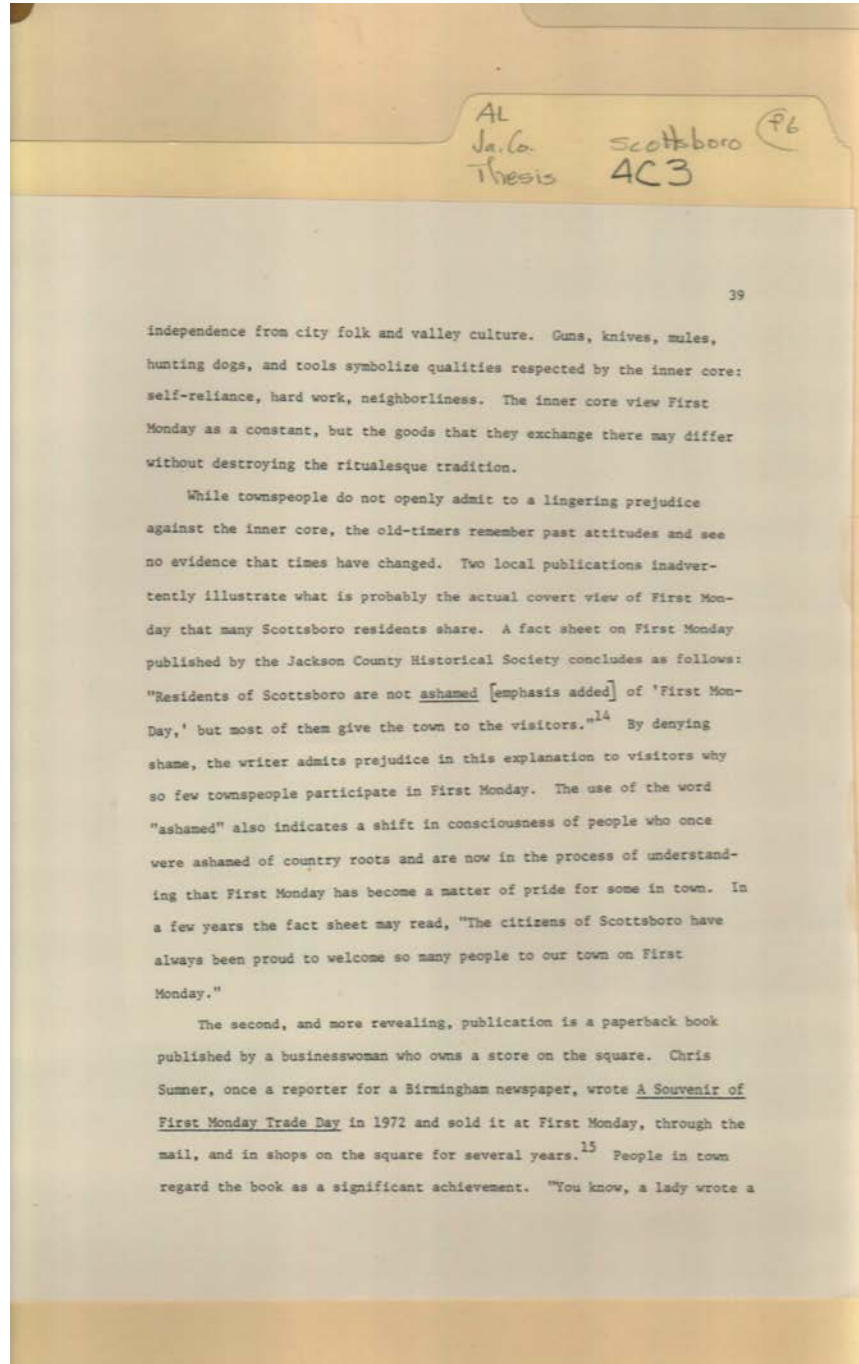 AL
Ja. Co. Scottsboro P6
Thesis 4C3
39
independence from city folk and valley culture. Guns, knives, mules,
hunting dogs, and tools symbolize qualities respected by the inner core:
self-reliance, hard work, neighborliness. The inner core view First
Monday as a constant, but the goods that they exchange there may differ
without destroying the ritualesque tradition.
While townspeople do not openly admit to a lingering prejudice
against the inner core, the old-timers remember past attitudes and see
no evidence that times have changed. Two local publications inadver-
tently illustrate what is probably the actual covert view of First Mon-
day that many Scottsboro residents share. A fact sheet on First Monday
published by the Jackson County Historical Society concludes as follows:
"Residents of Scottsboro are not ashamed [emphasis added] of 'First Mon-
Day,' but most of them give the town to the visitors."14 By denying
shame, the writer admits prejudice in this explanation to visitors why
so few townspeople participate in First Monday. The use of the word
"ashamed" also indicates a shift in consciousness of people who once
were ashamed of country roots and are now in the process of understand-
ing that First Monday has become a matter of pride for some in town. In
a few years the fact sheet may read, "The citizens of Scottsboro have
always been proud to welcome so many people to our town on First
Monday."
The second, and more revealing, publication is a paperback book
published by a businesswoman who owns a store on the square. Chris
Sumner, once a reporter for a Birmingham newspaper, wrote A Souvenir of
First Monday Trade Day in 1972 and sold it at First Monday, through the
mail, and in shops on the square for several years.15 People in town
regard the book as a significant achievement. "You know, a lady wrote a